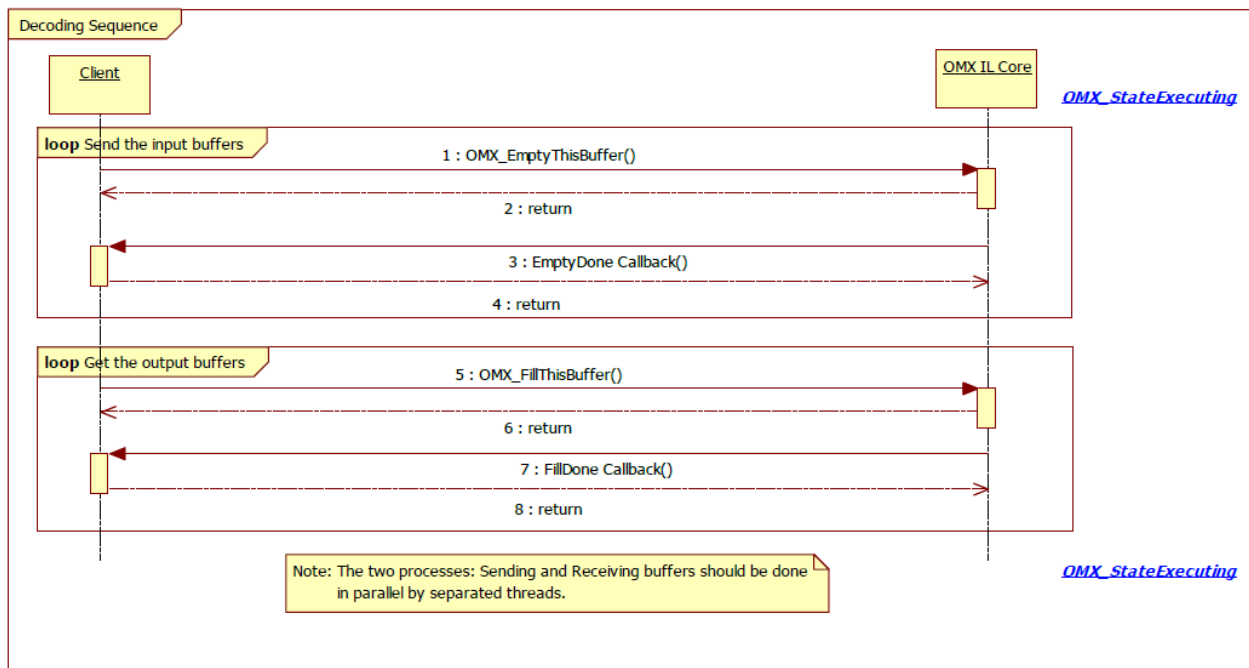 Decoding Sequence
Client
OMX IL Core
OMX_StateExecuting
loop Send the input buffers
1 : OMX_EmptyThisBuffer()
2 : return
3 : EmptyDone Callback()
4 : return
loop Get the output buffers
5 : OMX_FillThisBuffer()
6 : return
7 : FillDone Callback()
8 : return
Note: The two processes: Sending and Receiving buffers should be done
in parallel by separated threads.
OMX_StateExecuting